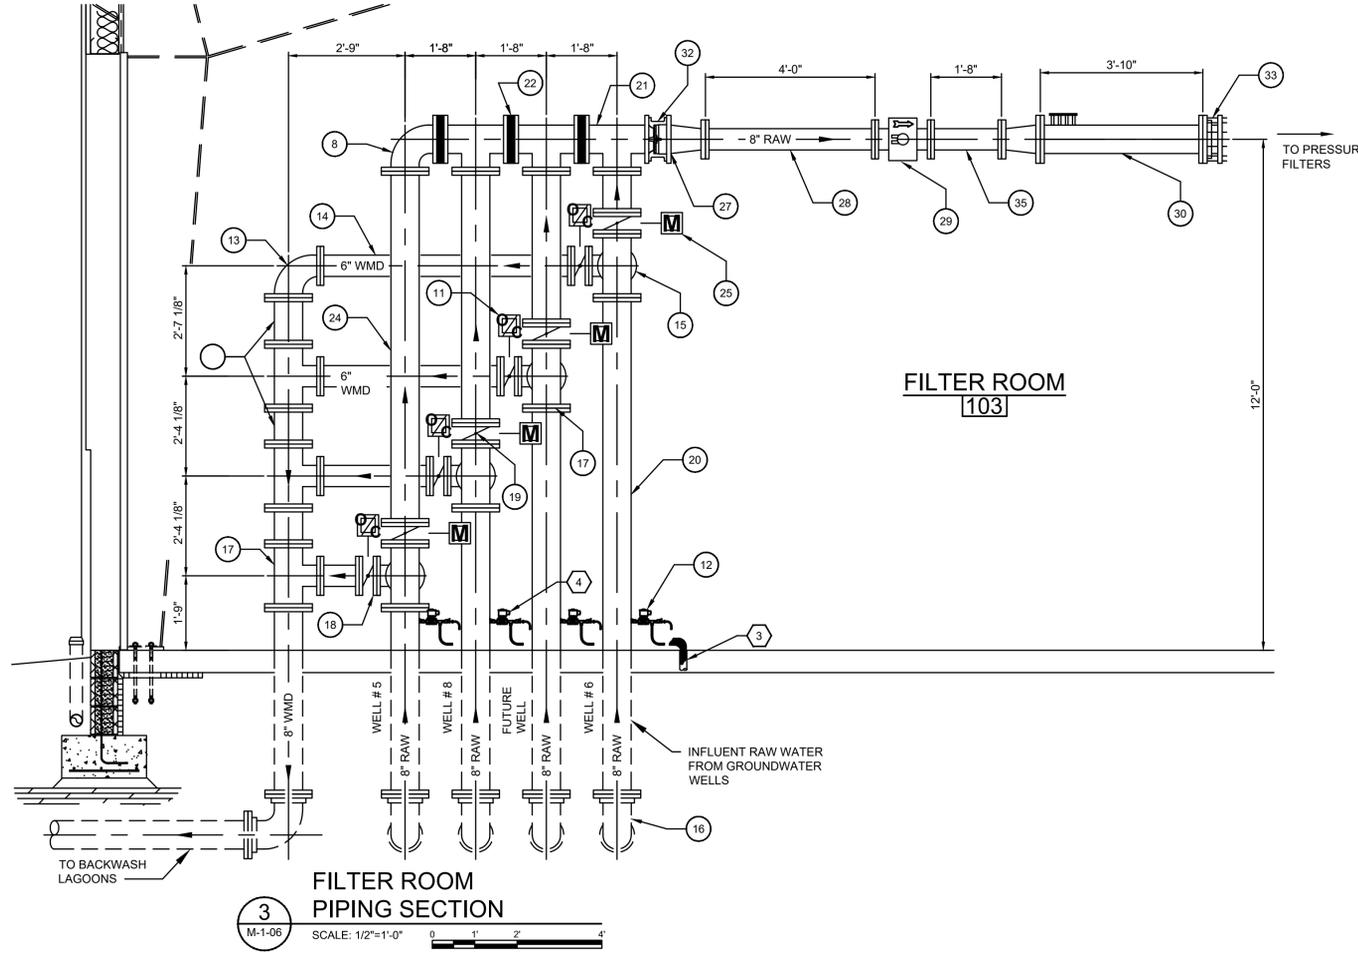 2'-9"
1'-8"
1'-8"
1'-8"
32
4'-0"
1'-8"
3'-10"
33
22
21
8
8" RAW
TO PRESSUR
FILTERS
27
28
29
35
30
14
13
6" WMD
M
25
15
11
O
C
O
C
O
C
O
C
24
M
2'-7 1/8"
6"
WMD
FILTER ROOM
103
12'-0"
2'-4 1/8"
M
17
20
19
2'-4 1/8"
M
17
4
12
1'-9"
18
3
8" WMD
WELL # 5
8" RAW
WELL # 8
8" RAW
FUTURE
WELL
8" RAW
WELL # 6
8" RAW
INFLUENT RAW WATER
FROM GROUNDWATER
WELLS
16
TO BACKWASH
LAGOONS
3
M-1-06
FILTER ROOM
PIPING SECTION
SCALE: 1/2"=1'-0"
0 1' 2' 4'